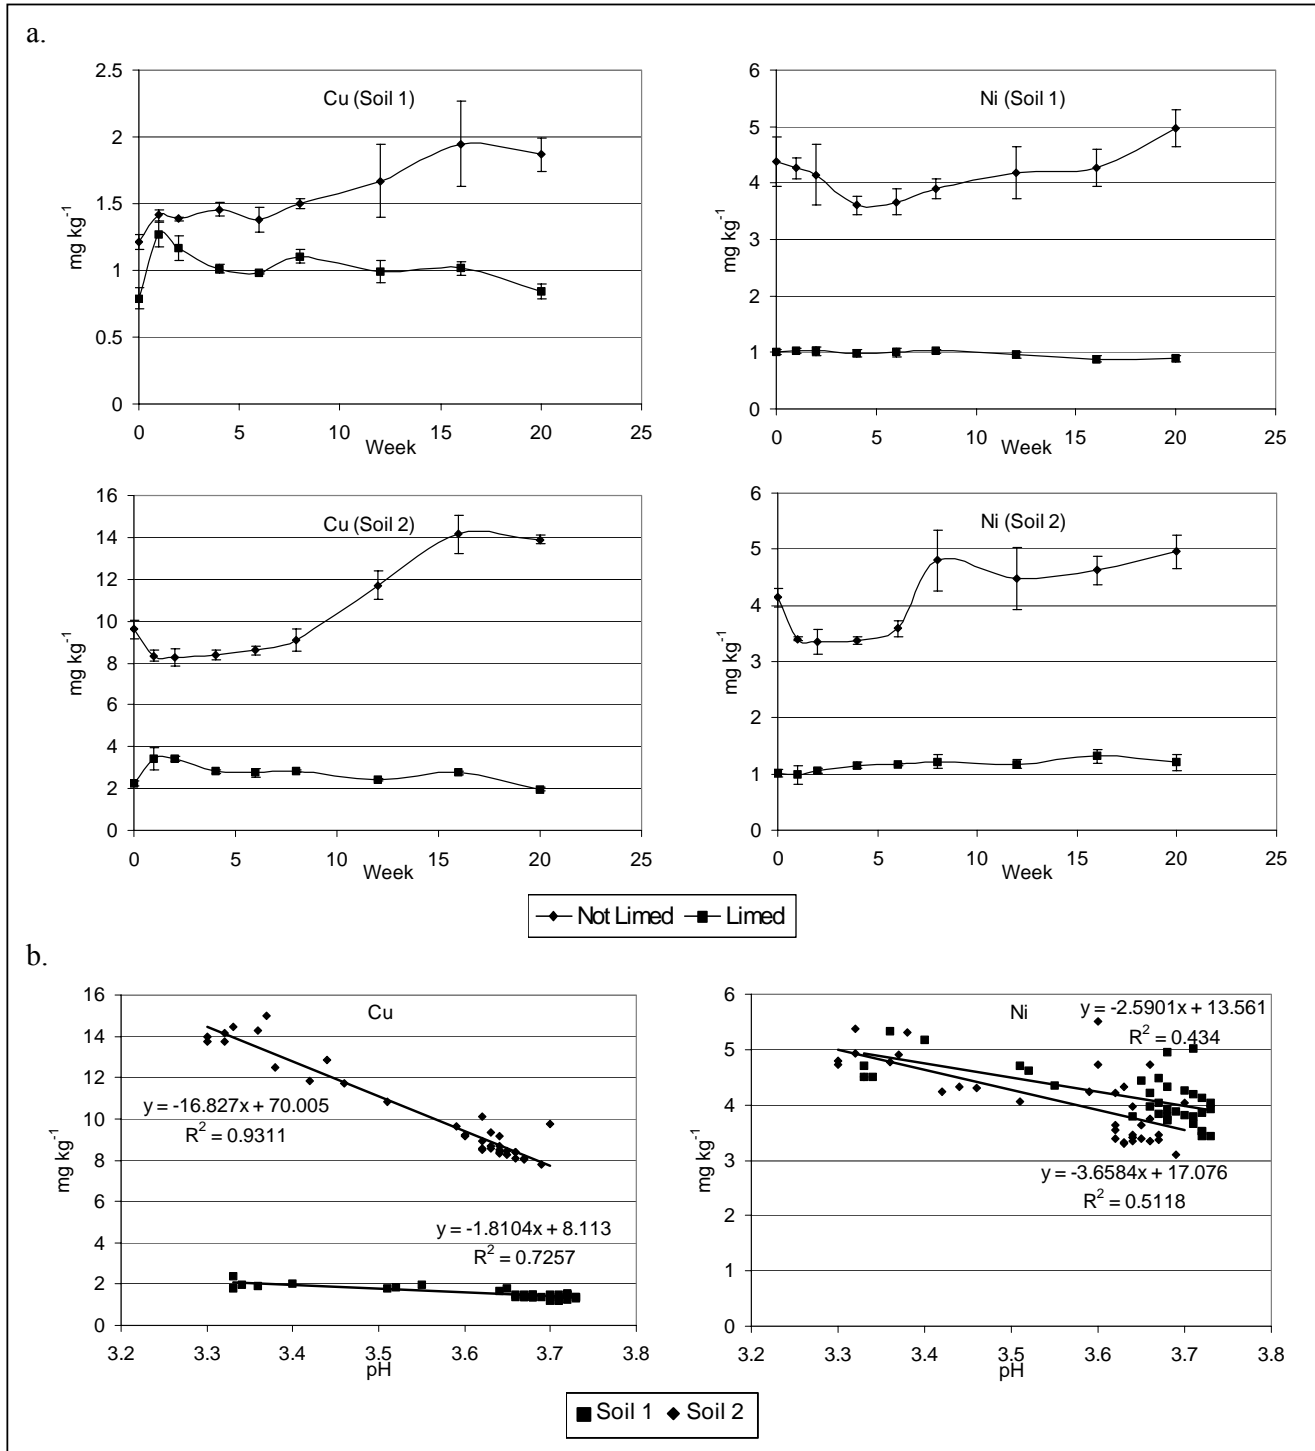 a.
Cu (Soil 1)
mg kg⁻¹
2.5
2
1.5
1
0.5
0
0 5 10 15 20 25
Week
Ni (Soil 1)
mg kg⁻¹
6
5
4
3
2
1
0
0 5 10 15 20 25
Week
Cu (Soil 2)
mg kg⁻¹
16
14
12
10
8
6
4
2
0
0 5 10 15 20 25
Week
Ni (Soil 2)
mg kg⁻¹
6
5
4
3
2
1
0
0 5 10 15 20 25
Week
Not Limed Limed
b.
Cu
mg kg⁻¹
16
14
12
10
8
6
4
2
0
y = -16.827x + 70.005
R² = 0.9311
y = -1.8104x + 8.113
R² = 0.7257
3.2 3.3 3.4 3.5 3.6 3.7 3.8
pH
Ni
mg kg⁻¹
6
5
4
3
2
1
0
y = -2.5901x + 13.561
R² = 0.434
y = -3.6584x + 17.076
R² = 0.5118
3.2 3.3 3.4 3.5 3.6 3.7 3.8
pH
Soil 1 Soil 2